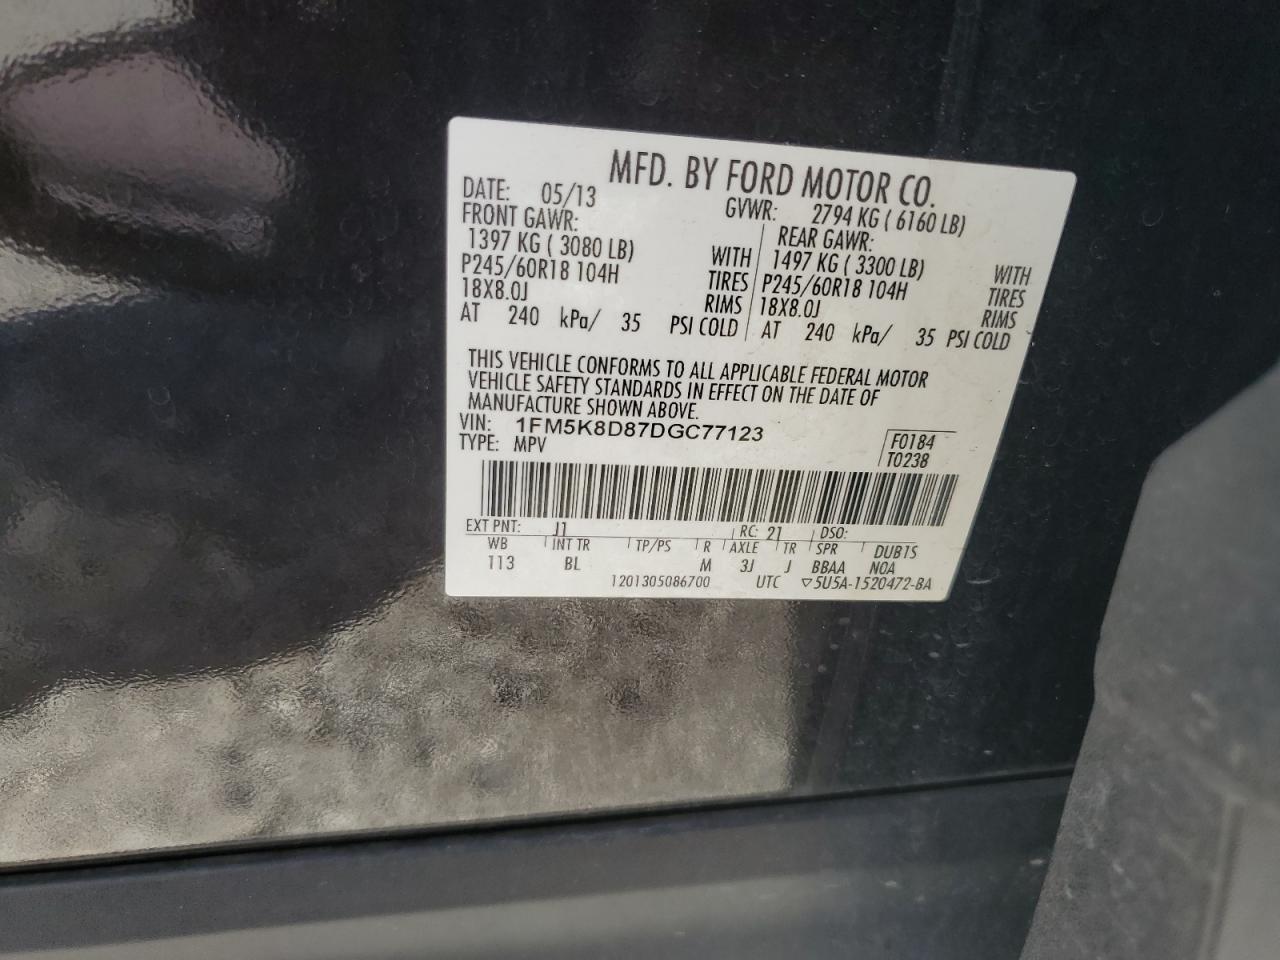 MFD. BY FORD MOTOR CO.
DATE: 05/13 GVWR: 2794 KG ( 6160 LB)
FRONT GAWR: REAR GAWR:
1397 KG ( 3080 LB) WITH 1497 KG ( 3300 LB) WITH
P245/60R18 104H TIRES P245/60R18 104H TIRES
18X8.0J RIMS 18X8.0J RIMS
AT 240 kPa/ 35 PSI COLD AT 240 kPa/ 35 PSI COLD
THIS VEHICLE CONFORMS TO ALL APPLICABLE FEDERAL MOTOR
VEHICLE SAFETY STANDARDS IN EFFECT ON THE DATE OF
MANUFACTURE SHOWN ABOVE.
VIN: 1FM5K8D87DGC77123 F0184
TYPE: MPV T0238
EXT PNT: J1 RC: 21 DSO:
WB INT TR TP/PS R AXLE TR SPR DUBTS
113 BL M 3J J BBAA NOA
1201305086700 UTC ▽5U5A-1520472-BA